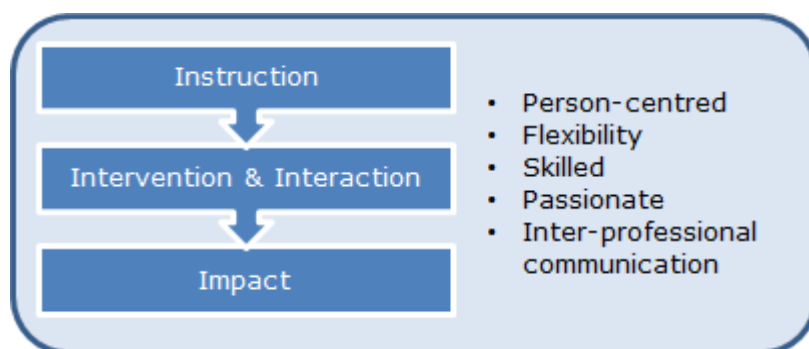 Instruction
Intervention & Interaction
Impact
• Person-centred
• Flexibility
• Skilled
• Passionate
• Inter-professional
communication